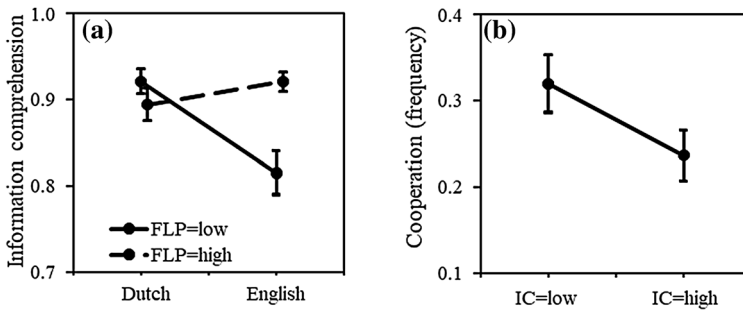 (a)
Information comprehension
1.0
0.9
0.8
0.7
FLP=low
FLP=high
Dutch English
(b)
Cooperation (frequency)
0.4
0.3
0.2
0.1
IC=low IC=high